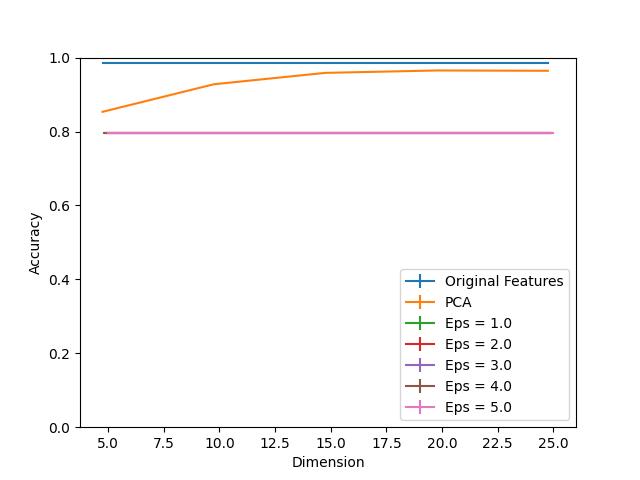 1.0
0.8
0.6
0.4
0.2
0.0
Accuracy
5.0 7.5 10.0 12.5 15.0 17.5 20.0 22.5 25.0
Dimension
Original Features
PCA
Eps = 1.0
Eps = 2.0
Eps = 3.0
Eps = 4.0
Eps = 5.0